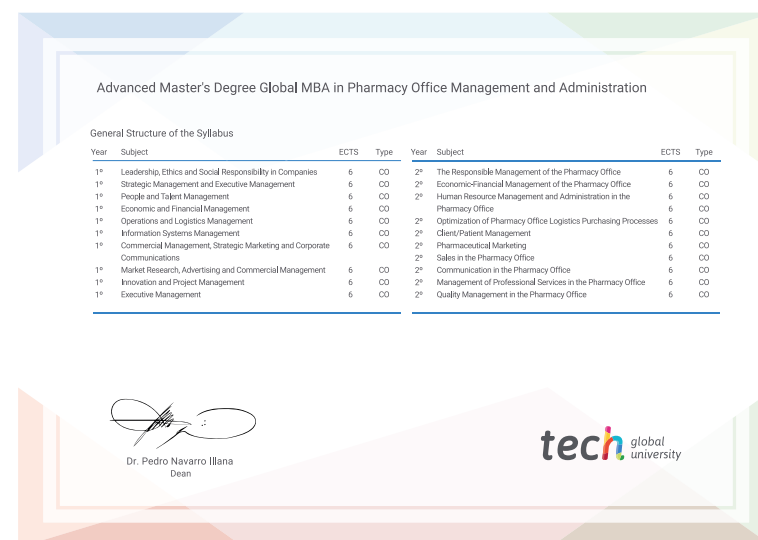 Advanced Master's Degree Global MBA in Pharmacy Office Management and Administration
General Structure of the Syllabus
Year Subject ECTS Type
1º Leadership, Ethics and Social Responsibility in Companies 6 CO
1º Strategic Management and Executive Management 6 CO
1º People and Talent Management 6 CO
1º Economic and Financial Management 6 CO
1º Operations and Logistics Management 6 CO
1º Information Systems Management 6 CO
1º Commercial Management, Strategic Marketing and Corporate 6 CO
Communications
1º Market Research, Advertising and Commercial Management 6 CO
1º Innovation and Project Management 6 CO
1º Executive Management 6 CO
Year Subject ECTS Type
2º The Responsible Management of the Pharmacy Office 6 CO
2º Economic-Financial Management of the Pharmacy Office 6 CO
2º Human Resource Management and Administration in the 6 CO
Pharmacy Office
2º Optimization of Pharmacy Office Logistics Purchasing Processes 6 CO
2º Client/Patient Management 6 CO
2º Pharmaceutical Marketing 6 CO
2º Sales in the Pharmacy Office 6 CO
2º Communication in the Pharmacy Office 6 CO
2º Management of Professional Services in the Pharmacy Office 6 CO
2º Quality Management in the Pharmacy Office 6 CO
Dr. Pedro Navarro Illana
Dean
tech global
university